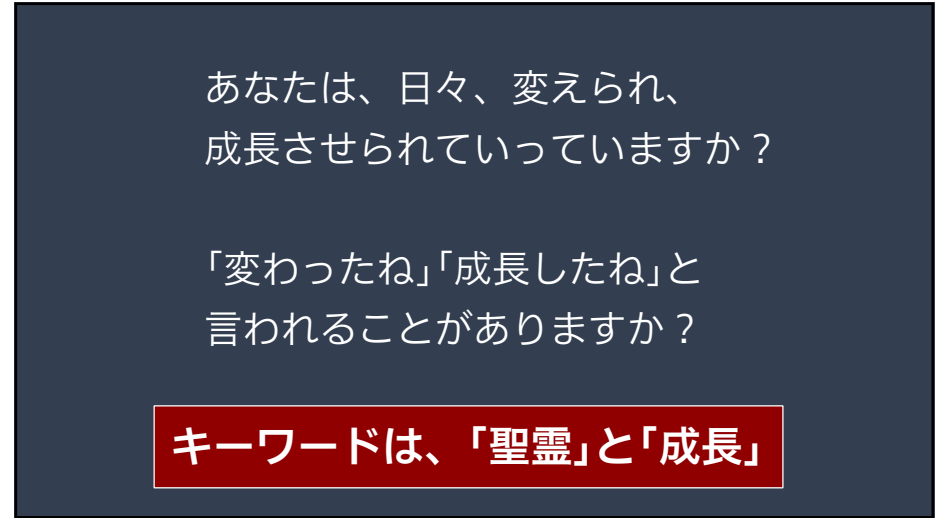 あなたは、日々、変えられ、
成長させられていっていますか？
「変わったね」「成長したね」と
言われることがありますか？
キーワードは、「聖霊」と「成長」